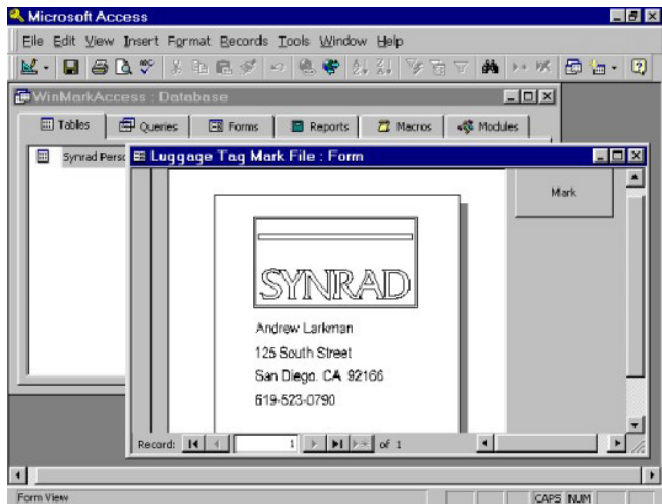 Microsoft Access
File Edit View Insert Format Records Tools Window Help
WinMarkAccess : Database
Tables Queries Forms Reports Macros Modules
Synrad Perso
Luggage Tag Mark File : Form
Mark
SYNRAD
Andrew Larkman
125 South Street
San Diego, CA 92166
619-523-0790
Record: 1 of 1
Form View CAPS NUM